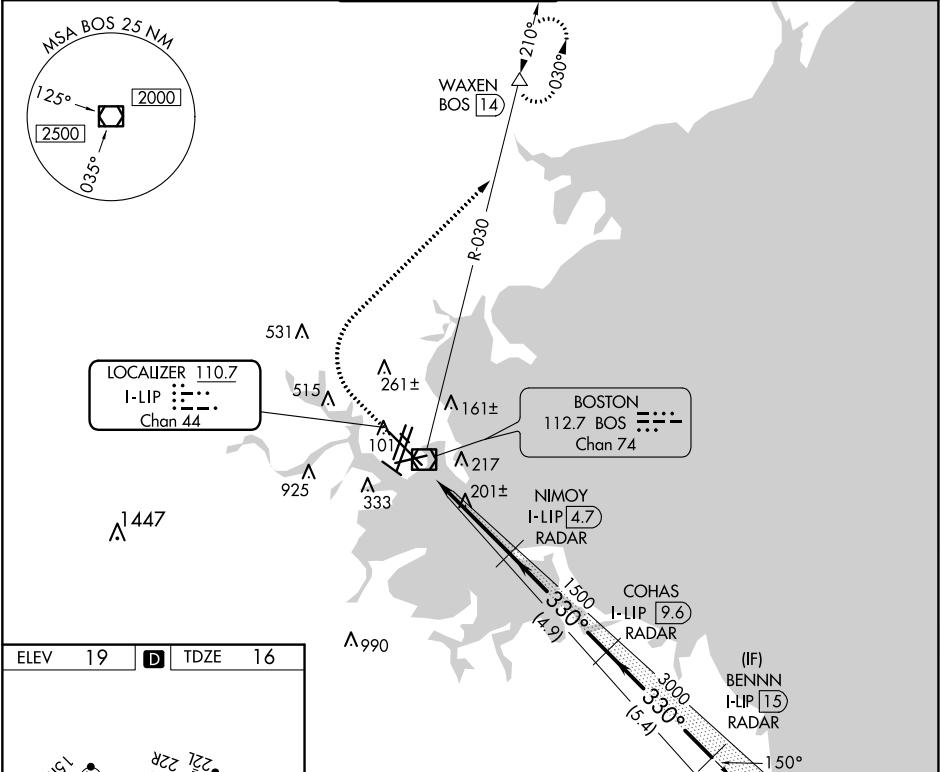 MSA BOS 25 NM
125°
2000
2500
035°
210°
030°
WAXEN
BOS 14
R-030
531
LOCALIZER 110.7
I-LIP
Chan 44
515
261±
161±
BOSTON
112.7 BOS
Chan 74
101
217
925
333
201±
NIMOY
I-LIP 4.7
RADAR
1447
1500
330°
(4.9)
COHAS
I-LIP 9.6
RADAR
990
(IF)
BENNN
I-LIP 15
RADAR
3000
330°
(5.4)
150°
ELEV 19 D TDZE 16
22R 22L